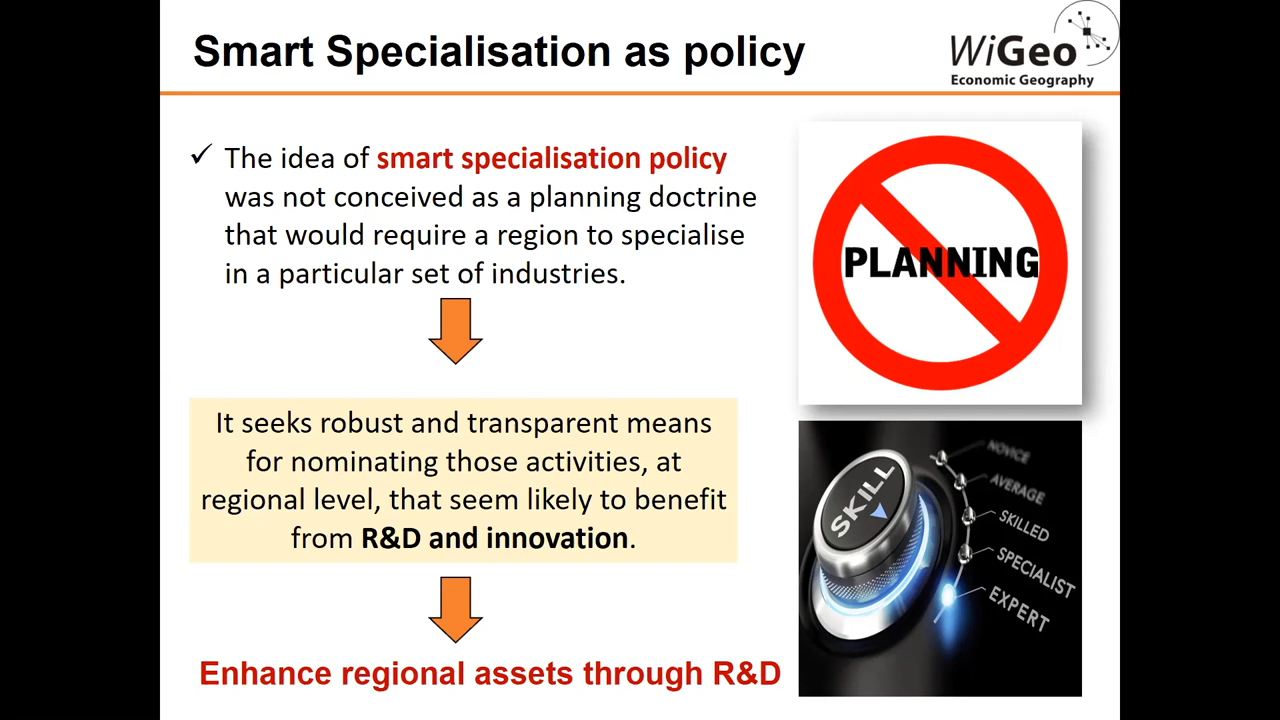 Smart Specialisation as policy
WiGeo
Economic Geography
✓ The idea of smart specialisation policy
was not conceived as a planning doctrine
that would require a region to specialise
in a particular set of industries.
PLANNING
It seeks robust and transparent means
for nominating those activities, at
regional level, that seem likely to benefit
from R&D and innovation.
SKILL
NOVICE
AVERAGE
SKILLED
SPECIALIST
EXPERT
Enhance regional assets through R&D